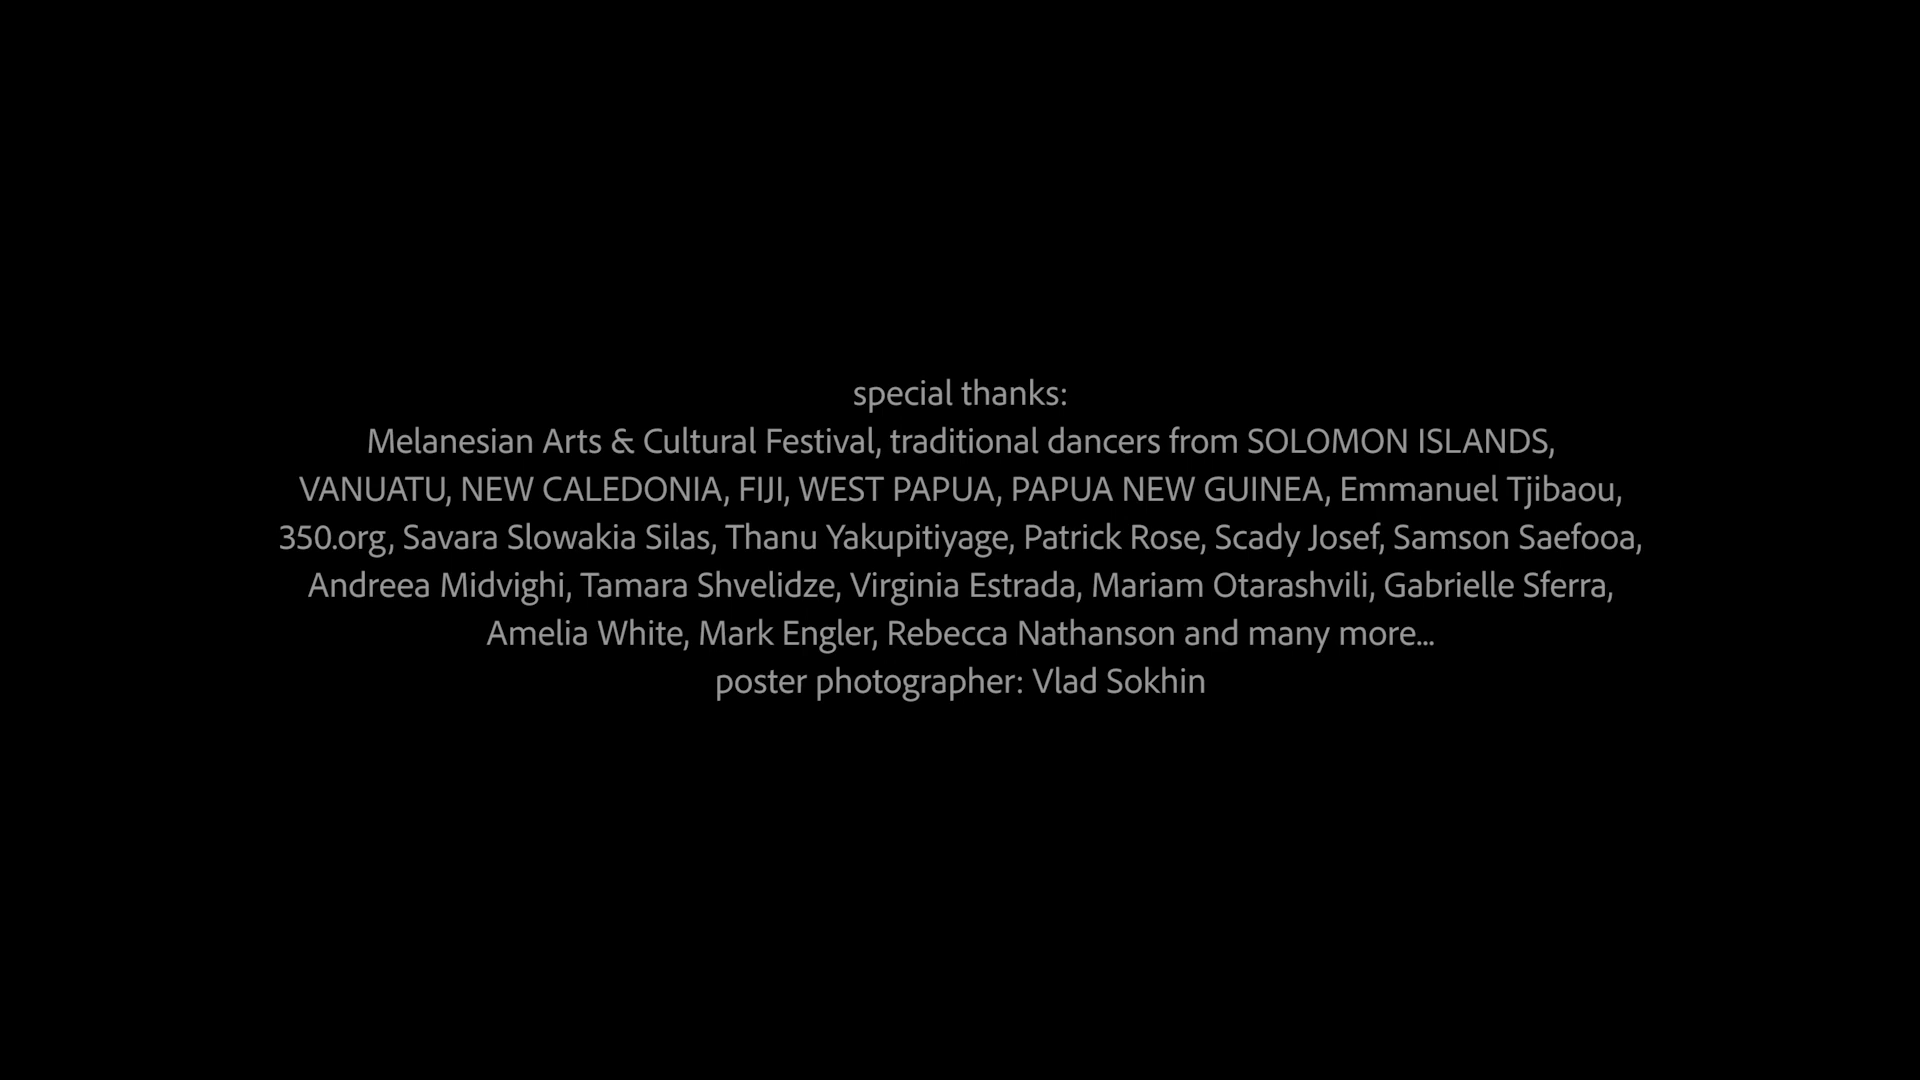 special thanks:
Melanesian Arts & Cultural Festival, traditional dancers from SOLOMON ISLANDS,
VANUATU, NEW CALEDONIA, FIJI, WEST PAPUA, PAPUA NEW GUINEA, Emmanuel Tjibaou,
350.org, Savara Slowakia Silas, Thanu Yakupitiyage, Patrick Rose, Scady Josef, Samson Saefooa,
Andreea Midvighi, Tamara Shvelidze, Virginia Estrada, Mariam Otarashvili, Gabrielle Sferra,
Amelia White, Mark Engler, Rebecca Nathanson and many more...
poster photographer: Vlad Sokhin